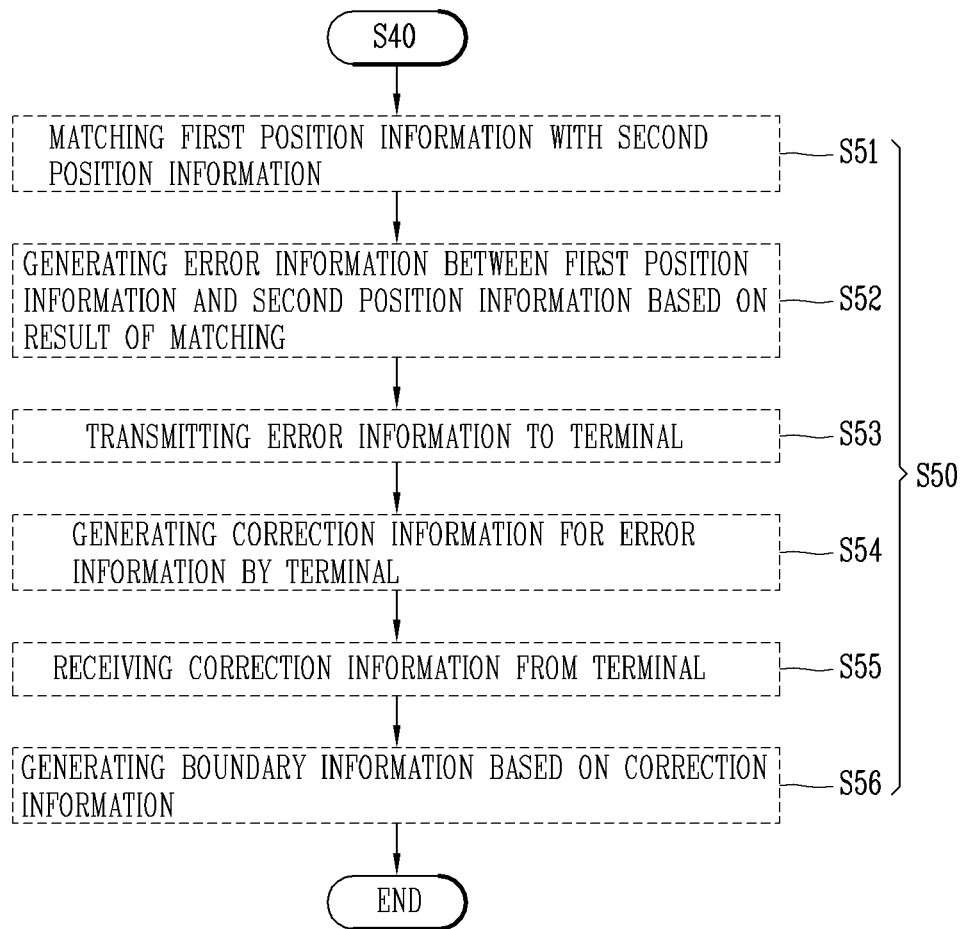 S40
MATCHING FIRST POSITION INFORMATION WITH SECOND
POSITION INFORMATION
S51
GENERATING ERROR INFORMATION BETWEEN FIRST POSITION
INFORMATION AND SECOND POSITION INFORMATION BASED ON
RESULT OF MATCHING
S52
TRANSMITTING ERROR INFORMATION TO TERMINAL
S53
S50
GENERATING CORRECTION INFORMATION FOR ERROR
INFORMATION BY TERMINAL
S54
RECEIVING CORRECTION INFORMATION FROM TERMINAL
S55
GENERATING BOUNDARY INFORMATION BASED ON CORRECTION
INFORMATION
S56
END